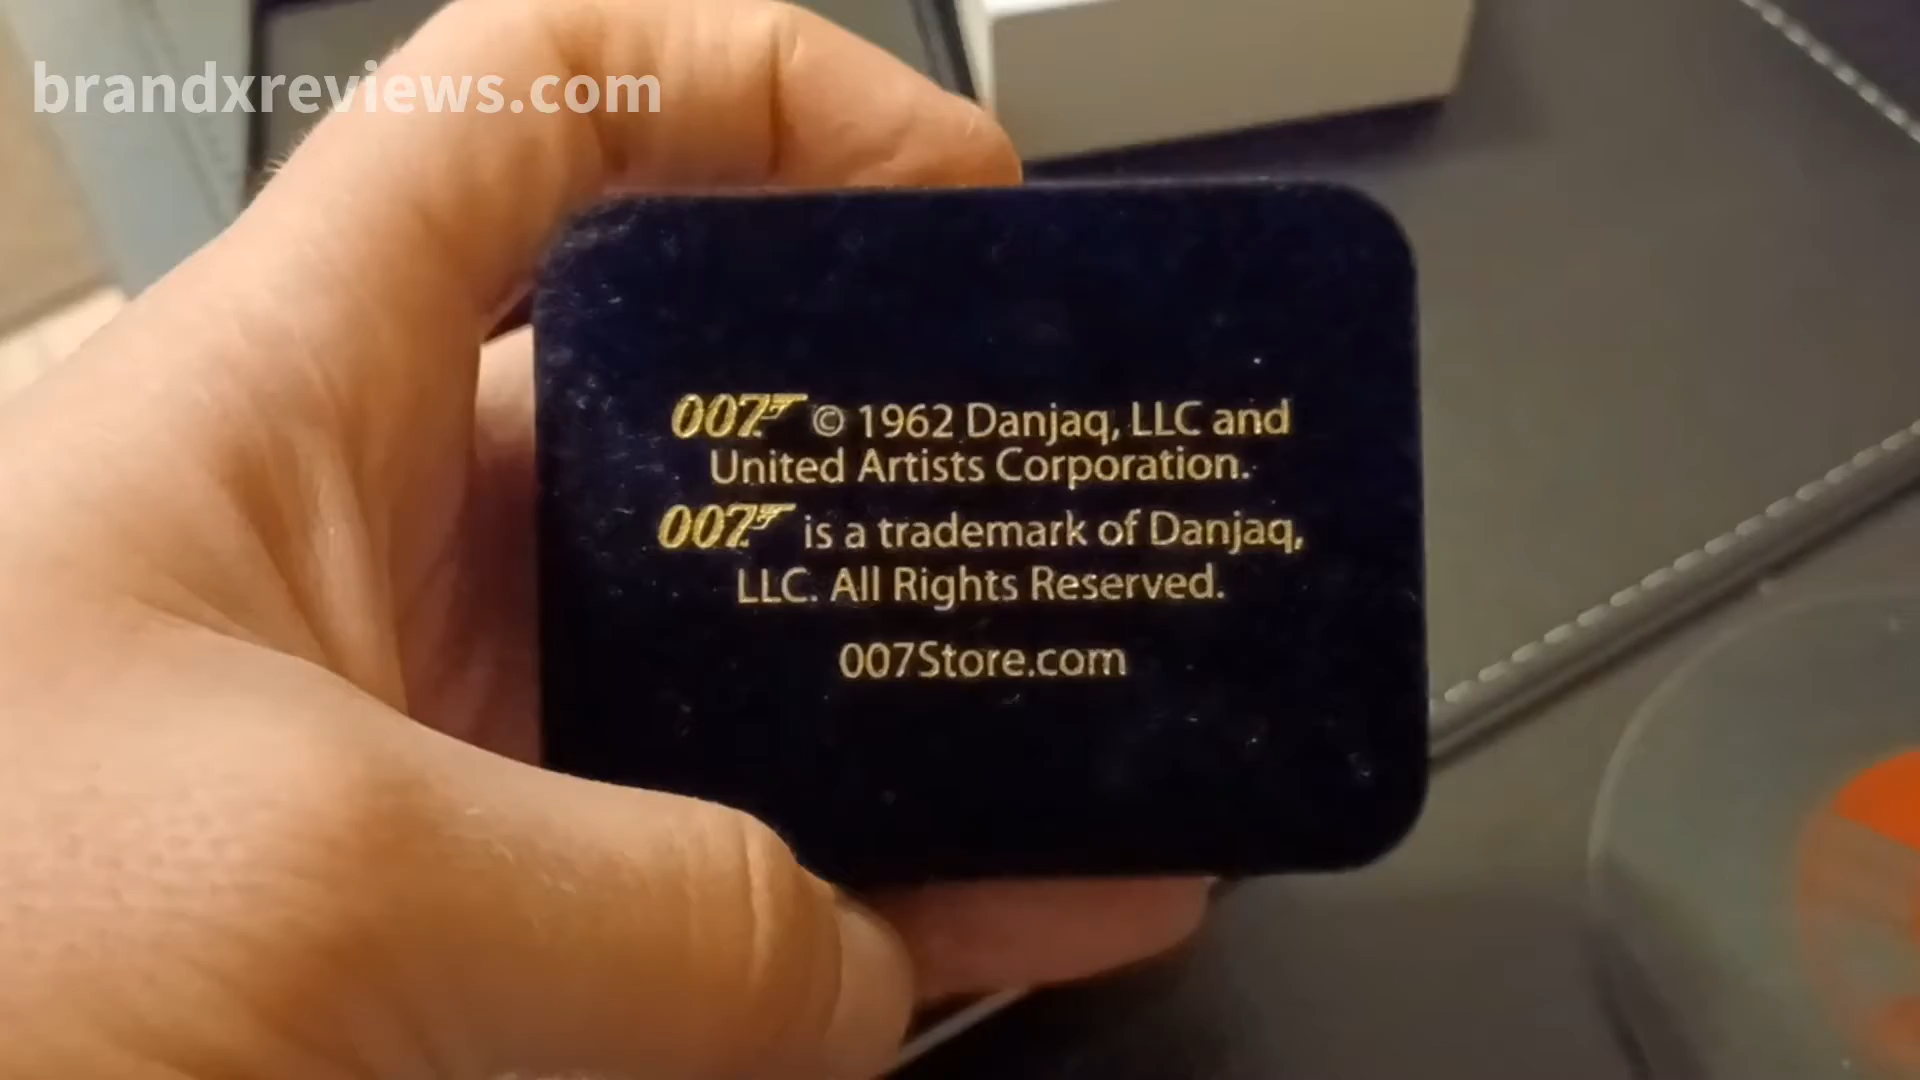 brandxreviews.com
007 © 1962 Danjaq, LLC and
United Artists Corporation.
007 is a trademark of Danjaq,
LLC. All Rights Reserved.
007Store.com